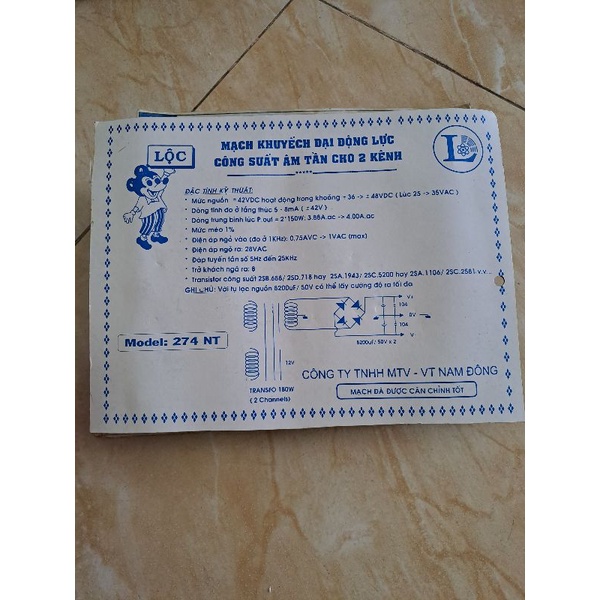 LỘC
MẠCH KHUYẾCH ĐẠI ĐỘNG LỰC
CÔNG SUẤT ÂM TẦN CHO 2 KÊNH
L
ĐẶC TÍNH KỸ THUẬT:
• Mức nguồn ± 42VDC hoạt động trong khoảng ± 36 -> ± 48VDC ( Lúc 25 -> 35VAC )
• Dòng tĩnh đo ở tầng thúc 5 - 8mA ( ± 42V )
• Dòng trung bình lúc P.out = 2*150W: 3.88A.ac -> 4.00A.ac
• Mức méo 1%
• Điện áp ngỏ vào (đo ở 1KHz): 0,75AVC -> 1VAC (max)
• Điện áp ngỏ ra: 28VAC
• Đáp tuyến tần số 5Hz đến 25KHz
• Trở kháng ngỏ ra: 8
• Transistor công suất 2SB.688/ 2SD.718 hay 2SA.1943/ 2SC.5200 hay 2SA.1106/ 2SC.2581 v.v...
GHI CHÚ: Với tụ lọc nguồn 8200uF/ 50V có thể lấy cường độ ra tối đa
V+
104
0V
104
V-
8200uf/ 50V x 2
12V
Model: 274 NT
TRANSFO 180W
( 2 Channels)
CÔNG TY TNHH MTV - VT NAM ĐÔNG
MẠCH ĐÃ ĐƯỢC CÂN CHỈNH TỐT